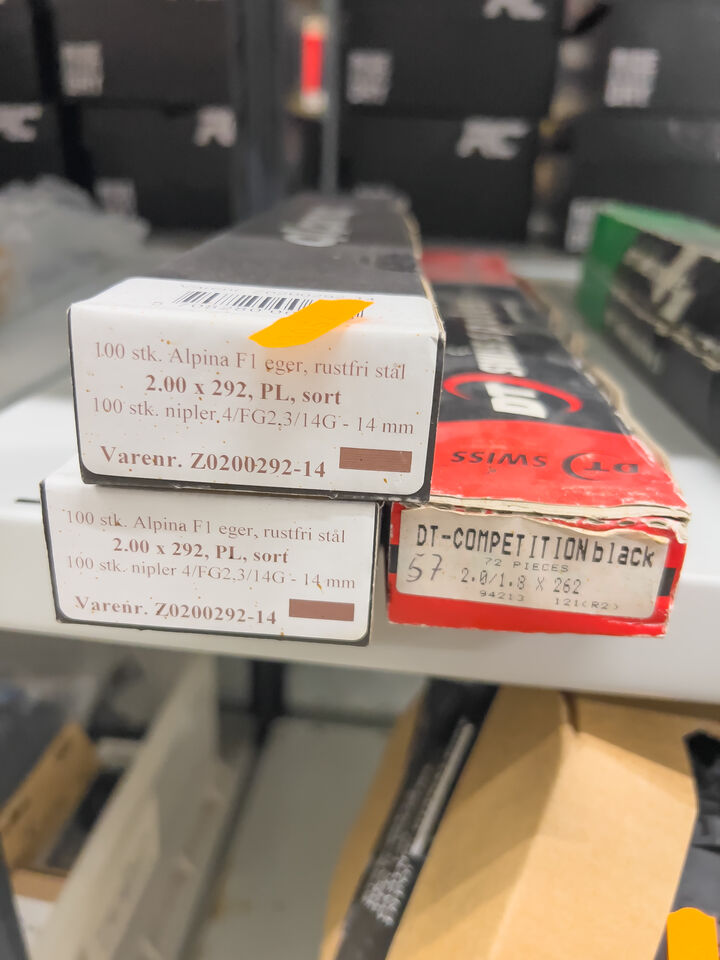 100 stk. Alpina F1 eger, rustfri stål
2.00 x 292, PL, sort
100 stk. nipler 4/FG2,3/14G - 14 mm
Varenr. Z0200292-14
100 stk. Alpina F1 eger, rustfri stål
2.00 x 292, PL, sort
100 stk. nipler 4/FG2,3/14G - 14 mm
Varenr. Z0200292-14
DT SWISS
DT-COMPETITION black
72 PIECES
57 2.0/1.8 X 262
94213 121(R2)